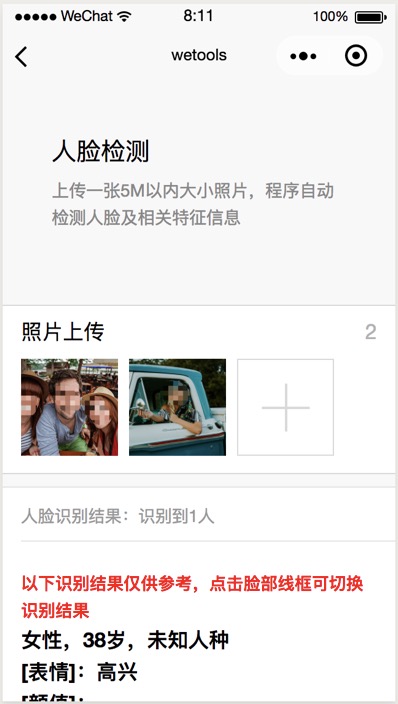 WeChat
8:11
100%
wetools
人脸检测
上传一张5M以内大小照片，程序自动
检测人脸及相关特征信息
照片上传
2
人脸识别结果：识别到1人
以下识别结果仅供参考，点击脸部线框可切换
识别结果
女性，38岁，未知人种
[表情]：高兴
[颜值]：